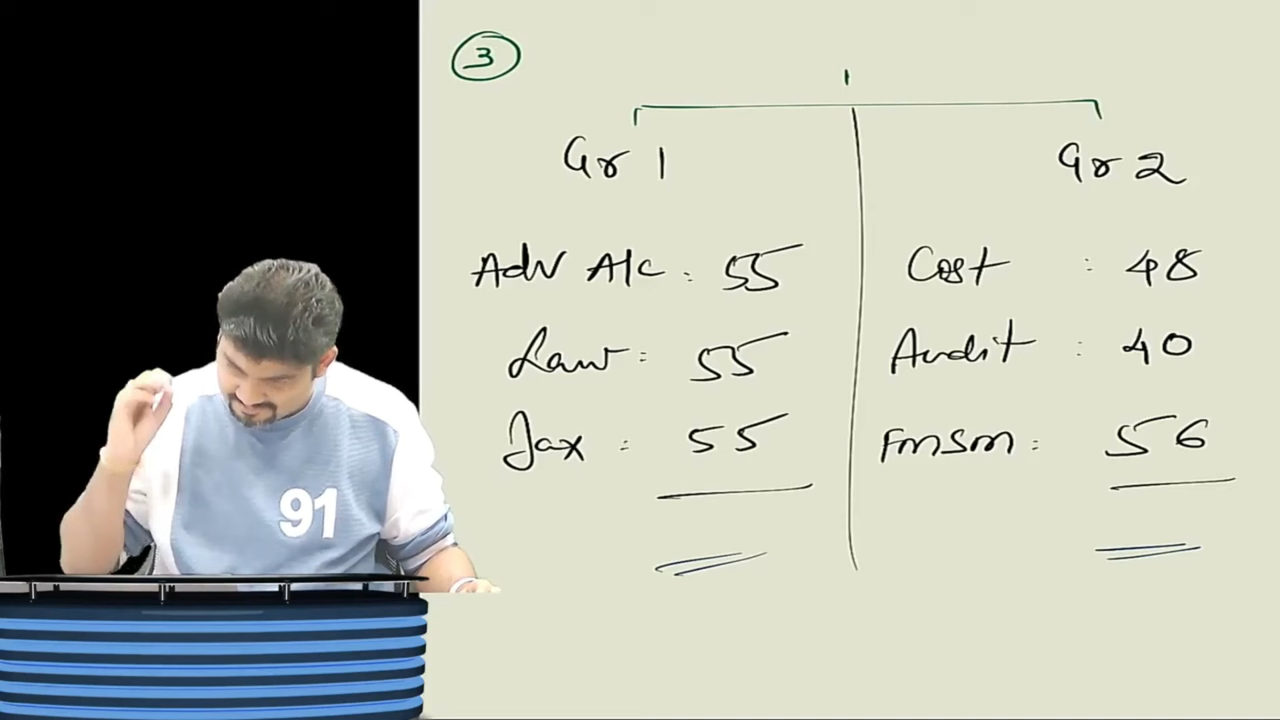 3
Gr 1
Gr 2
Adv A/c : 55
Cost : 48
Law : 55
Audit : 40
Tax : 55
FMSM : 56
91